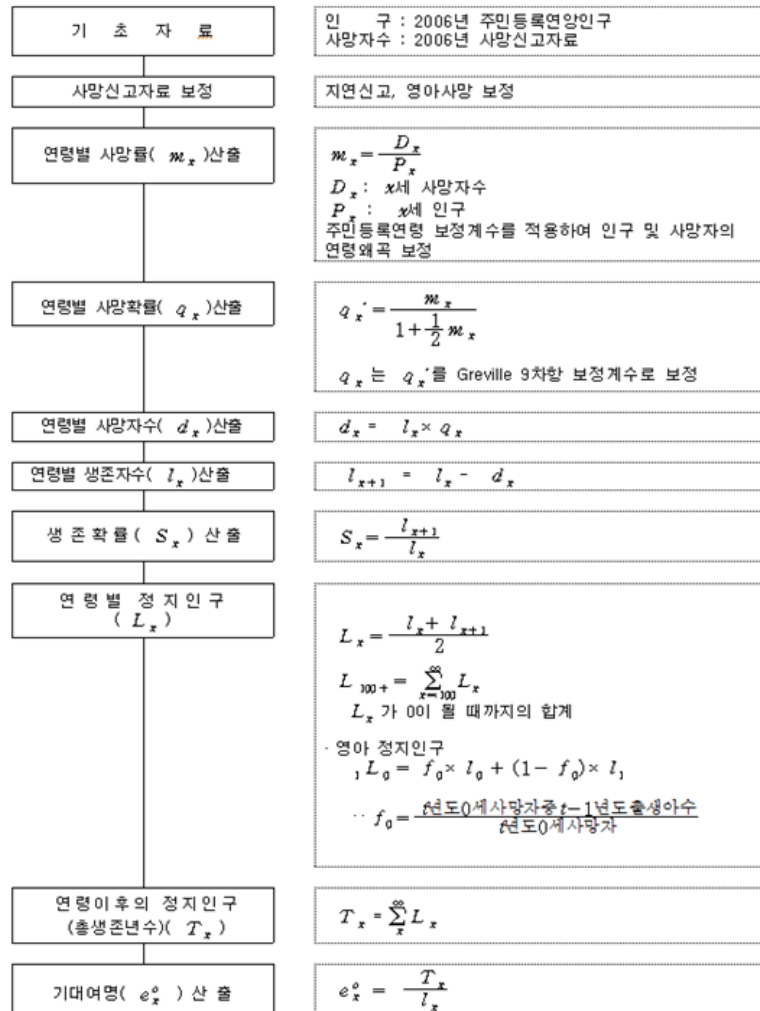 기 초 자 료
인 구 : 2006년 주민등록연앙인구
사망자수 : 2006년 사망신고자료
사망신고자료 보정
지연신고, 영아사망 보정
연령별 사망률( m_x )산출
m_x = D_x / P_x
D_x : x세 사망자수
P_x : x세 인구
주민등록연령 보정계수를 적용하여 인구 및 사망자의
연령왜곡 보정
연령별 사망확률( q_x )산출
q_x' = m_x / (1 + 1/2 m_x)
q_x 는 q_x'를 Greville 9차항 보정계수로 보정
연령별 사망자수( d_x )산출
d_x = l_x × q_x
연령별 생존자수( l_x )산출
l_{x+1} = l_x - d_x
생존확률( S_x ) 산출
S_x = l_{x+1} / l_x
연령별 정지인구
( L_x )
L_x = (l_x + l_{x+1}) / 2
L_{100+} = ∑_{x=100}^{∞} L_x
L_x 가 0이 될 때까지의 합계
· 영아 정지인구
_1L_0 = f_0 × l_0 + (1 - f_0) × l_1
·· f_0 = t년도0세사망자중 t-1년도출생아수 / t년도0세사망자
연령이후의 정지인구
(총생존년수)( T_x )
T_x = ∑_{x}^{∞} L_x
기대여명( e_x^o ) 산 출
e_x^o = T_x / l_x